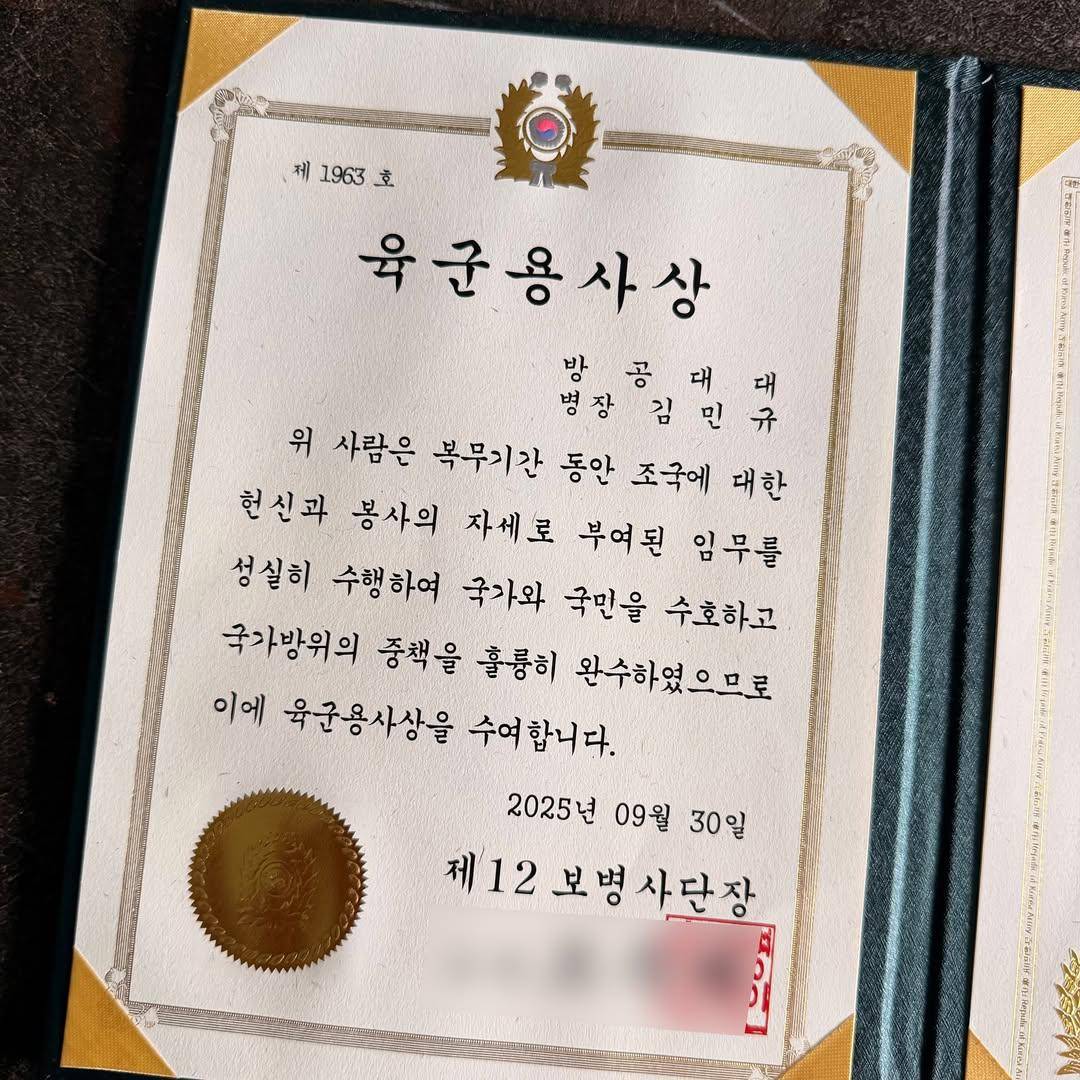 제 1963 호
육군용사상
방 공 대 대
병장 김 민 규
위 사람은 복무기간 동안 조국에 대한
헌신과 봉사의 자세로 부여된 임무를
성실히 수행하여 국가와 국민을 수호하고
국가방위의 중책을 훌륭히 완수하였으므로
이에 육군용사상을 수여합니다.
2025년 09월 30일
제12보병사단장